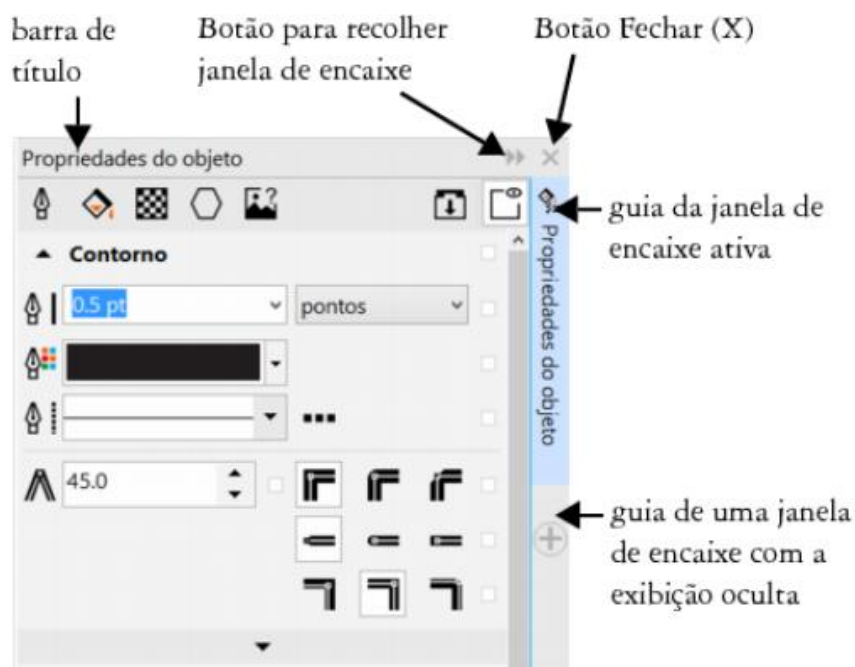 barra de
título
Botão para recolher
janela de encaixe
Botão Fechar (X)
Propriedades do objeto
guia da janela de
encaixe ativa
Propriedades do objeto
Contorno
0.5 pt
pontos
45.0
guia de uma janela
de encaixe com a
exibição oculta